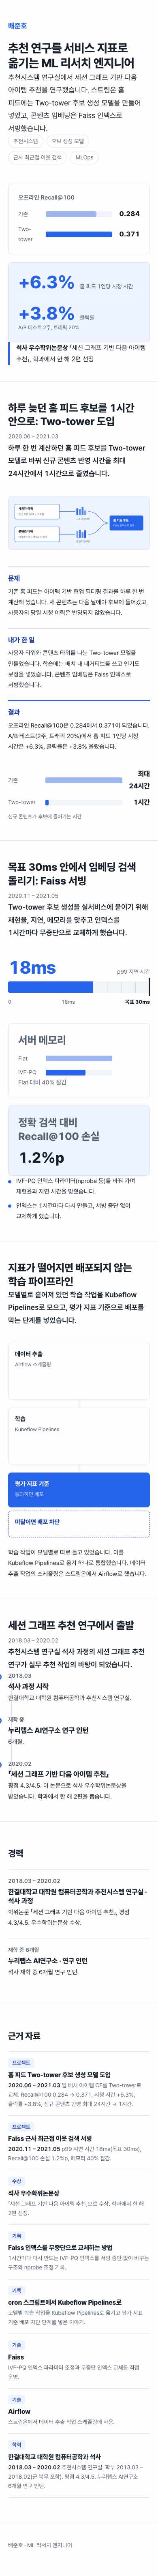 배준호
추천 연구를 서비스 지표로
옮기는 ML 리서치 엔지니어
추천시스템 연구실에서 세션 그래프 기반 다음
아이템 추천을 연구했습니다. 스트림온 홈
피드에는 Two-tower 후보 생성 모델을 만들어
넣었고, 콘텐츠 임베딩은 Faiss 인덱스로
서빙했습니다.
추천시스템
후보 생성 모델
근사 최근접 이웃 검색
MLOps
오프라인 Recall@100
기존
0.284
Two-
tower
0.371
+6.3%
홈 피드 1인당 시청 시간
+3.8%
클릭률
A/B 테스트 2주, 트래픽 20%
석사 우수학위논문상 「세션 그래프 기반 다음 아이템
추천」, 학과에서 한 해 2편 선정
하루 늦던 홈 피드 후보를 1시간
안으로: Two-tower 도입
2020.06 – 2021.03
하루 한 번 계산하던 홈 피드 후보를 Two-tower
모델로 바꿔 신규 콘텐츠 반영 시간을 최대
24시간에서 1시간으로 줄였습니다.
문제
기존 홈 피드는 아이템 기반 협업 필터링 결과를 하루 한 번
계산해 썼습니다. 새 콘텐츠는 다음 날에야 후보에 들어갔고,
사용자의 당일 시청 이력은 반영되지 않았습니다.
내가 한 일
사용자 타워와 콘텐츠 타워를 나눈 Two-tower 모델을
만들었습니다. 학습에는 배치 내 네거티브를 쓰고 인기도
보정을 넣었습니다. 콘텐츠 임베딩은 Faiss 인덱스로
서빙했습니다.
결과
오프라인 Recall@100은 0.284에서 0.371이 되었습니다.
A/B 테스트(2주, 트래픽 20%)에서 홈 피드 1인당 시청
시간은 +6.3%, 클릭률은 +3.8% 올랐습니다.
기존
최대
24시간
Two-tower
1시간
신규 콘텐츠가 후보에 들어가는 시간
목표 30ms 안에서 임베딩 검색
돌리기: Faiss 서빙
2020.11 – 2021.05
Two-tower 후보 생성을 실서비스에 붙이기 위해
재현율, 지연, 메모리를 맞추고 인덱스를
1시간마다 무중단으로 교체하게 했습니다.
18ms
p99 지연 시간
0
18ms
목표 30ms
서버 메모리
Flat
IVF-PQ
Flat 대비 40% 절감
정확 검색 대비
Recall@100 손실
1.2%p
IVF-PQ 인덱스 파라미터(nprobe 등)를 바꿔 가며
재현율과 지연 시간을 맞췄습니다.
인덱스는 1시간마다 다시 만들고, 서빙 중단 없이
교체하게 했습니다.
지표가 떨어지면 배포되지 않는
학습 파이프라인
모델별로 흩어져 있던 학습 작업을 Kubeflow
Pipelines로 모으고, 평가 지표 기준으로 배포를
막는 단계를 넣었습니다.
데이터 추출
Airflow 스케줄링
학습
Kubeflow Pipelines
평가 지표 기준
통과하면 배포
미달이면 배포 차단
학습 작업이 모델별로 따로 돌고 있었습니다. 이를
Kubeflow Pipelines로 옮겨 하나로 통합했습니다. 데이터
추출 작업의 스케줄링은 스트림온에서 Airflow로 했습니다.
세션 그래프 추천 연구에서 출발
2018.03 – 2020.02
추천시스템 연구실 석사 과정의 세션 그래프 추천
연구가 실무 추천 작업의 바탕이 되었습니다.
2018.03
석사 과정 시작
한결대학교 대학원 컴퓨터공학과 추천시스템 연구실.
재학 중
누리랩스 AI연구소 연구 인턴
6개월.
2020.02
「세션 그래프 기반 다음 아이템 추천」
평점 4.3/4.5. 이 논문으로 석사 우수학위논문상을
받았습니다. 학과에서 한 해 2편을 뽑습니다.
경력
2018.03 – 2020.02
한결대학교 대학원 컴퓨터공학과 추천시스템 연구실 ·
석사 과정
학위논문 「세션 그래프 기반 다음 아이템 추천」, 평점
4.3/4.5. 우수학위논문상 수상.
재학 중 6개월
누리랩스 AI연구소 · 연구 인턴
석사 재학 중 6개월 연구 인턴.
근거 자료
프로젝트
홈 피드 Two-tower 후보 생성 모델 도입
2020.06 – 2021.03 일 배치 아이템 CF를 Two-tower로
교체. Recall@100 0.284 → 0.371, 시청 시간 +6.3%,
클릭률 +3.8%, 신규 콘텐츠 반영 최대 24시간 → 1시간.
프로젝트
Faiss 근사 최근접 이웃 검색 서빙
2020.11 – 2021.05 p99 지연 시간 18ms(목표 30ms),
Recall@100 손실 1.2%p, 메모리 40% 절감.
수상
석사 우수학위논문상
「세션 그래프 기반 다음 아이템 추천」으로 수상. 학과에서 한 해
2편 선정.
기록
Faiss 인덱스를 무중단으로 교체하는 방법
1시간마다 다시 만드는 IVF-PQ 인덱스를 서빙 중단 없이 바꾸는
구조와 nprobe 조정 기록.
기록
cron 스크립트에서 Kubeflow Pipelines로
모델별 학습 작업을 Kubeflow Pipelines로 옮기고 평가 지표
기준 배포 차단 단계를 넣은 이야기.
기술
Faiss
IVF-PQ 인덱스 파라미터 조정과 무중단 인덱스 교체를 직접
운영.
기술
Airflow
스트림온에서 데이터 추출 작업 스케줄링에 사용.
학력
한결대학교 대학원 컴퓨터공학과 석사
2018.03 – 2020.02 추천시스템 연구실. 학부 2013.03 –
2018.02(군 복무 포함). 평점 4.3/4.5. 누리랩스 AI연구소
6개월 연구 인턴.
배준호 · ML 리서치 엔지니어